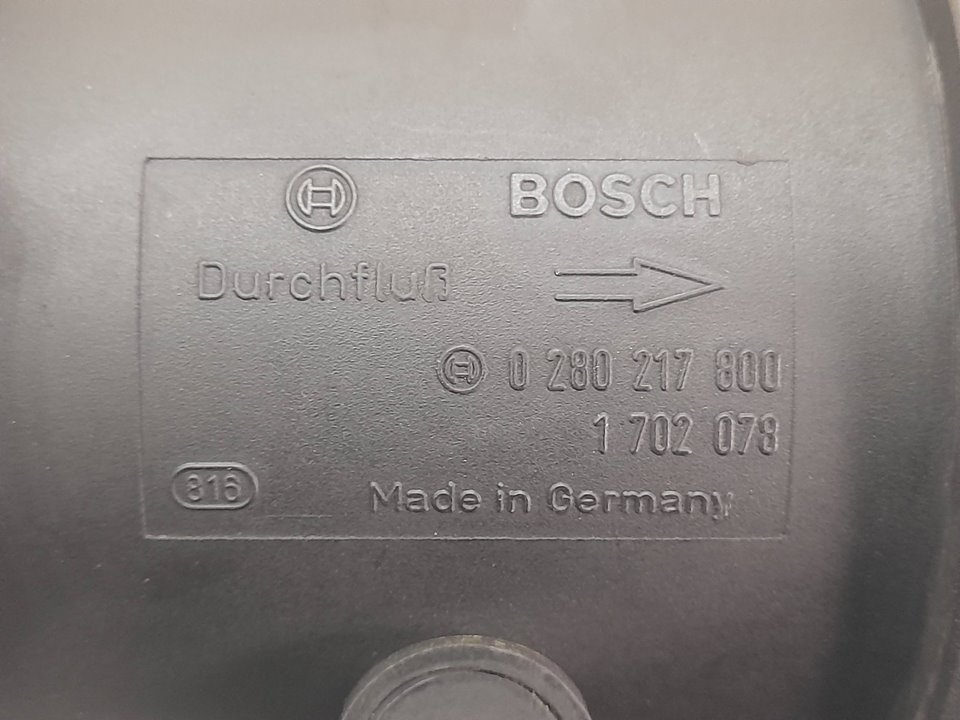 BOSCH
Durchfluß
0 280 217 800
1 702 078
816
Made in Germany